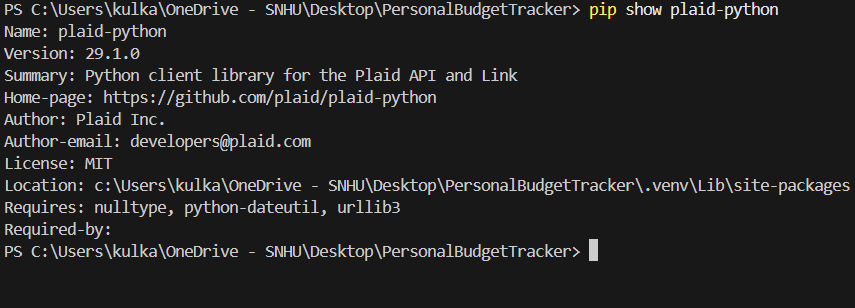 PS C:\Users\kulka\OneDrive - SNHU\Desktop\PersonalBudgetTracker> pip show plaid-python
Name: plaid-python
Version: 29.1.0
Summary: Python client library for the Plaid API and Link
Home-page: https://github.com/plaid/plaid-python
Author: Plaid Inc.
Author-email: developers@plaid.com
License: MIT
Location: c:\Users\kulka\OneDrive - SNHU\Desktop\PersonalBudgetTracker\.venv\Lib\site-packages
Requires: nulltype, python-dateutil, urllib3
Required-by:
PS C:\Users\kulka\OneDrive - SNHU\Desktop\PersonalBudgetTracker>